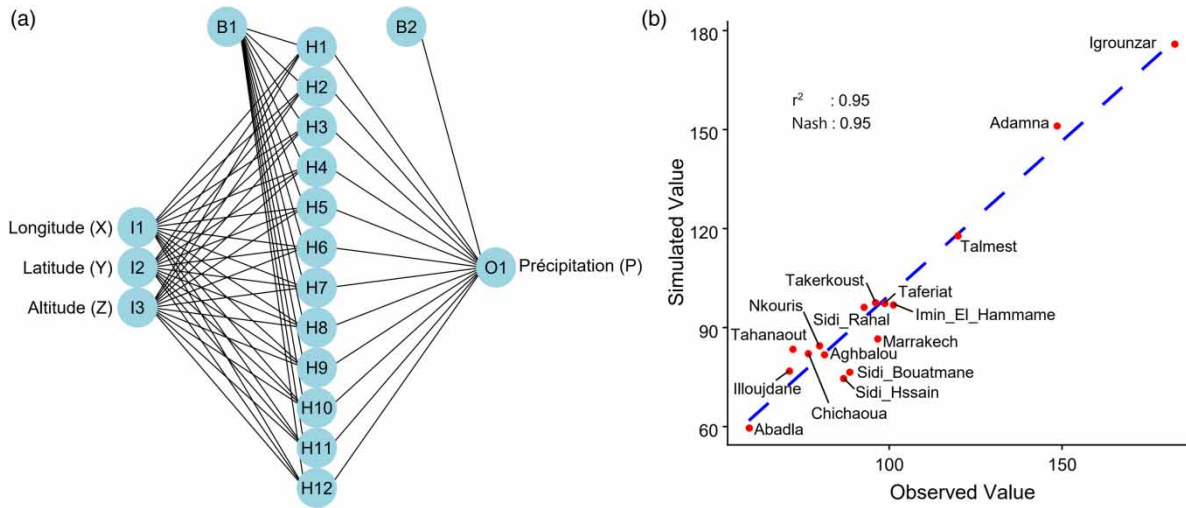 (a)
B1
B2
H1
H2
H3
H4
H5
H6
H7
H8
H9
H10
H11
H12
Longitude (X)
I1
Latitude (Y)
I2
Altitude (Z)
I3
O1
Précipitation (P)
(b)
Simulated Value
180
150
120
90
60
r² : 0.95
Nash : 0.95
Igrounzar
Adamna
Talmest
Takerkoust
Taferiat
Nkouris
Sidi_Rahal
Imin_El_Hammame
Tahanaout
Marrakech
Aghbalou
Illoujdane
Sidi_Bouatmane
Sidi_Hssain
Chichaoua
Abadla
100
150
Observed Value